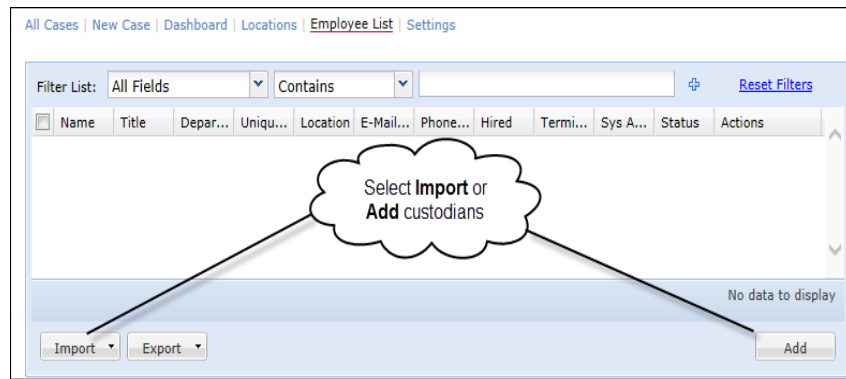 All Cases | New Case | Dashboard | Locations | Employee List | Settings
Filter List: All Fields Contains Reset Filters
Name Title Depar... Uniqu... Location E-Mail... Phone... Hired Termi... Sys A... Status Actions
Select Import or
Add custodians
No data to display
Import Export Add